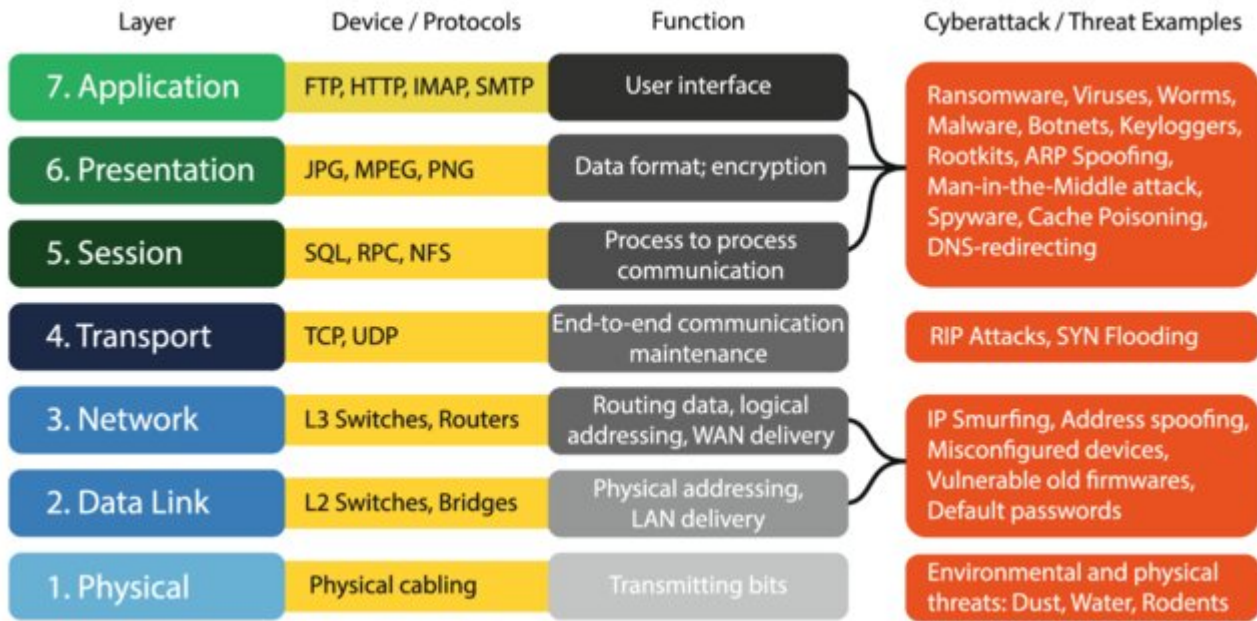 Layer Device / Protocols Function Cyberattack / Threat Examples
7. Application FTP, HTTP, IMAP, SMTP User interface
6. Presentation JPG, MPEG, PNG Data format; encryption
5. Session SQL, RPC, NFS Process to process
communication
Ransomware, Viruses, Worms,
Malware, Botnets, Keyloggers,
Rootkits, ARP Spoofing,
Man-in-the-Middle attack,
Spyware, Cache Poisoning,
DNS-redirecting
4. Transport TCP, UDP End-to-end communication
maintenance
RIP Attacks, SYN Flooding
3. Network L3 Switches, Routers Routing data, logical
addressing, WAN delivery
2. Data Link L2 Switches, Bridges Physical addressing,
LAN delivery
IP Smurfing, Address spoofing,
Misconfigured devices,
Vulnerable old firmwares,
Default passwords
1. Physical Physical cabling Transmitting bits
Environmental and physical
threats: Dust, Water, Rodents